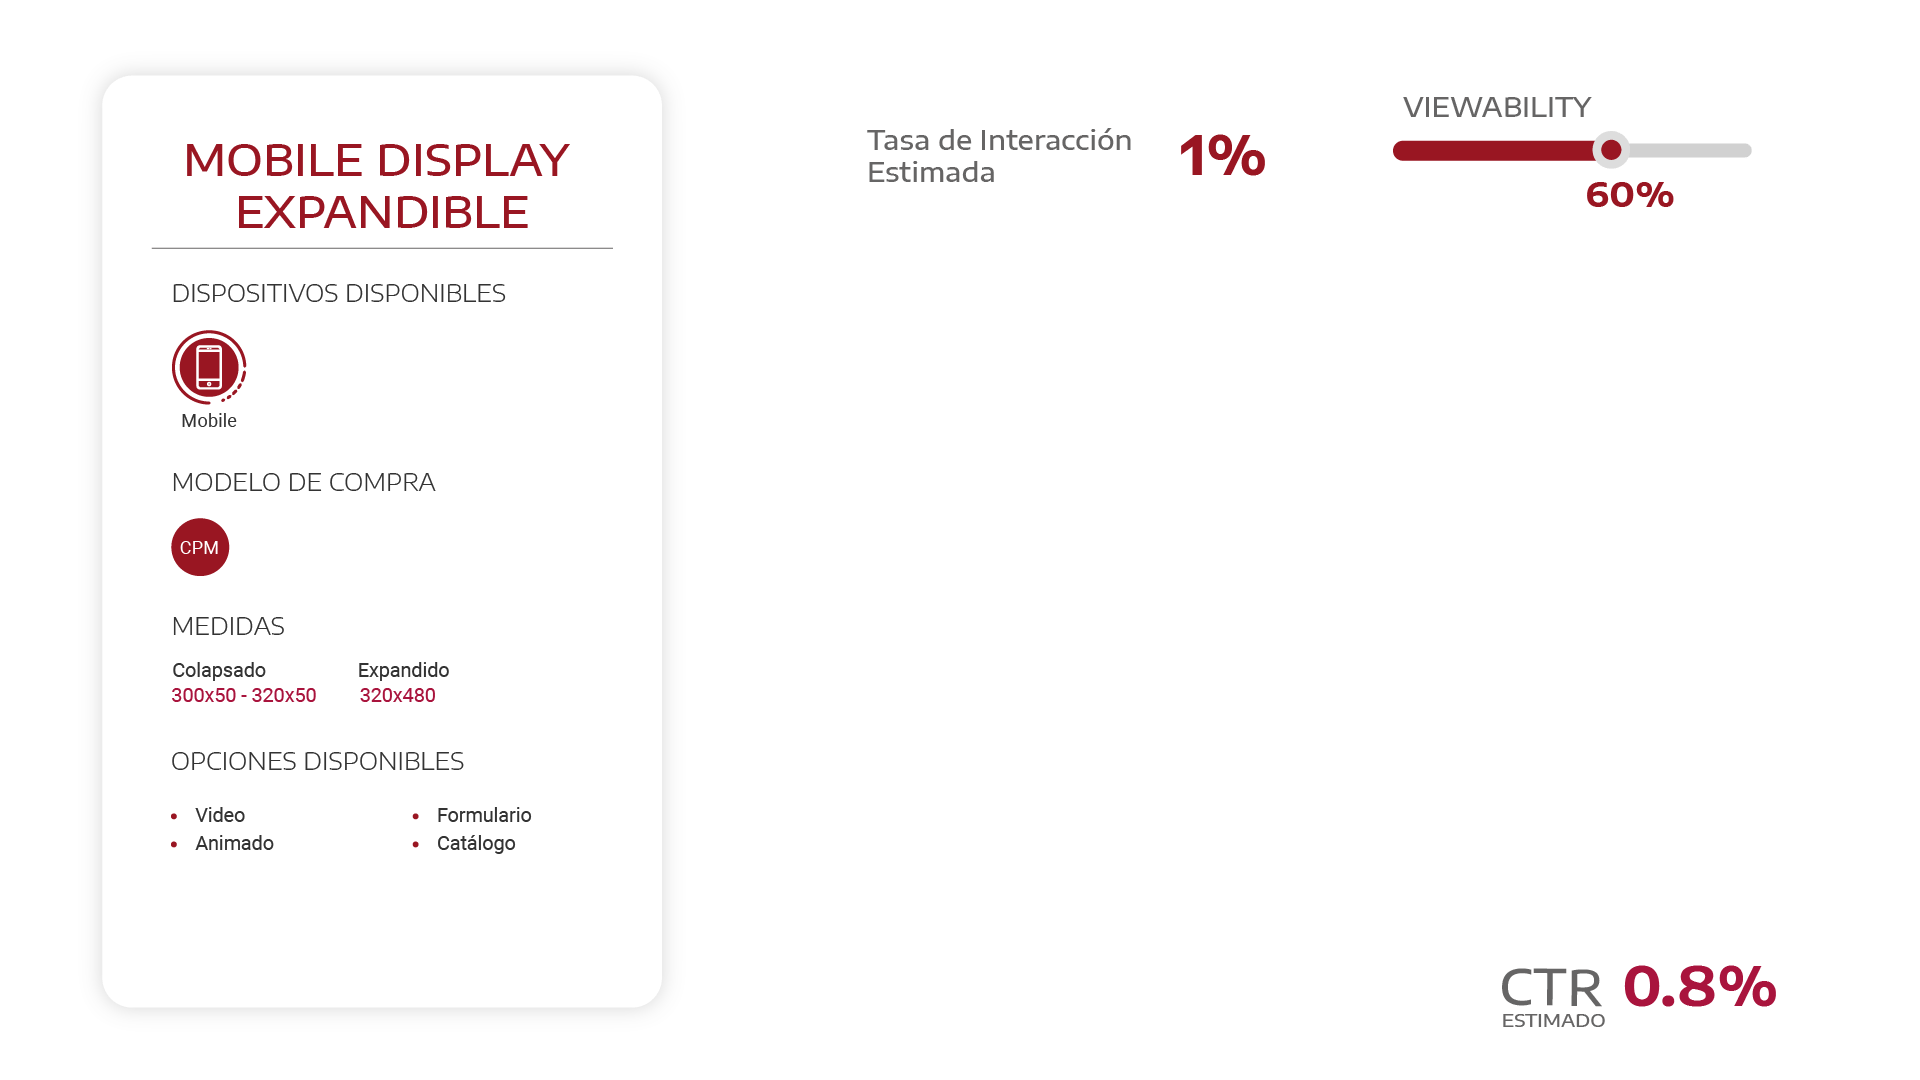 MOBILE DISPLAY
EXPANDIBLE
DISPOSITIVOS DISPONIBLES
Mobile
MODELO DE COMPRA
CPM
MEDIDAS
Colapsado Expandido
300x50 - 320x50 320x480
OPCIONES DISPONIBLES
• Video • Formulario
• Animado • Catálogo
Tasa de Interacción
Estimada
1%
VIEWABILITY
60%
CTR 0.8%
ESTIMADO